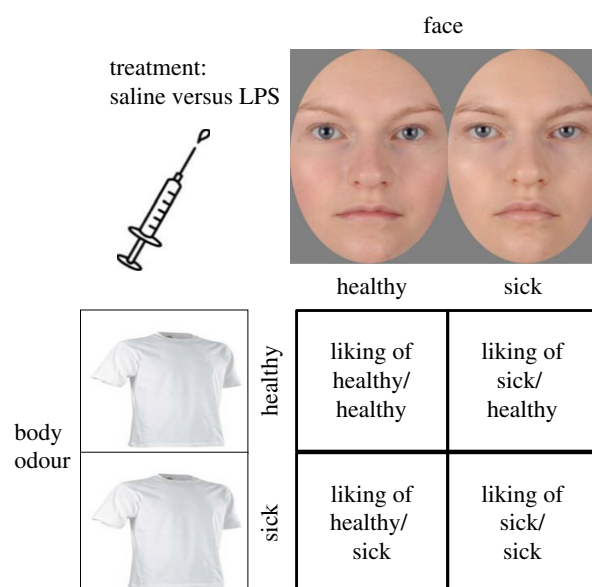 face
treatment:
saline versus LPS
healthy
sick
healthy
liking of
healthy/
healthy
liking of
sick/
healthy
body
odour
sick
liking of
healthy/
sick
liking of
sick/
sick